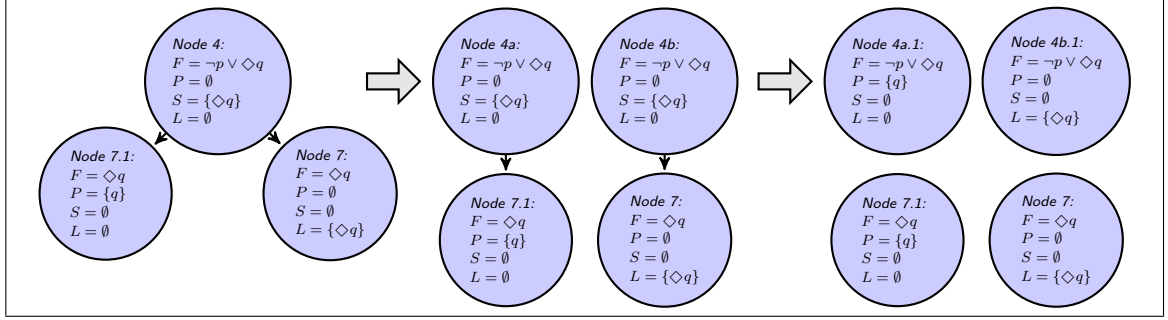 Node 4:
F = ¬p ∨ ◇q
P = ∅
S = {◇q}
L = ∅
Node 7.1:
F = ◇q
P = {q}
S = ∅
L = ∅
Node 7:
F = ◇q
P = ∅
S = ∅
L = {◇q}
Node 4a:
F = ¬p ∨ ◇q
P = ∅
S = {◇q}
L = ∅
Node 4b:
F = ¬p ∨ ◇q
P = ∅
S = {◇q}
L = ∅
Node 7.1:
F = ◇q
P = {q}
S = ∅
L = ∅
Node 7:
F = ◇q
P = ∅
S = ∅
L = {◇q}
Node 4a.1:
F = ¬p ∨ ◇q
P = {q}
S = ∅
L = ∅
Node 4b.1:
F = ¬p ∨ ◇q
P = ∅
S = ∅
L = {◇q}
Node 7.1:
F = ◇q
P = {q}
S = ∅
L = ∅
Node 7:
F = ◇q
P = ∅
S = ∅
L = {◇q}